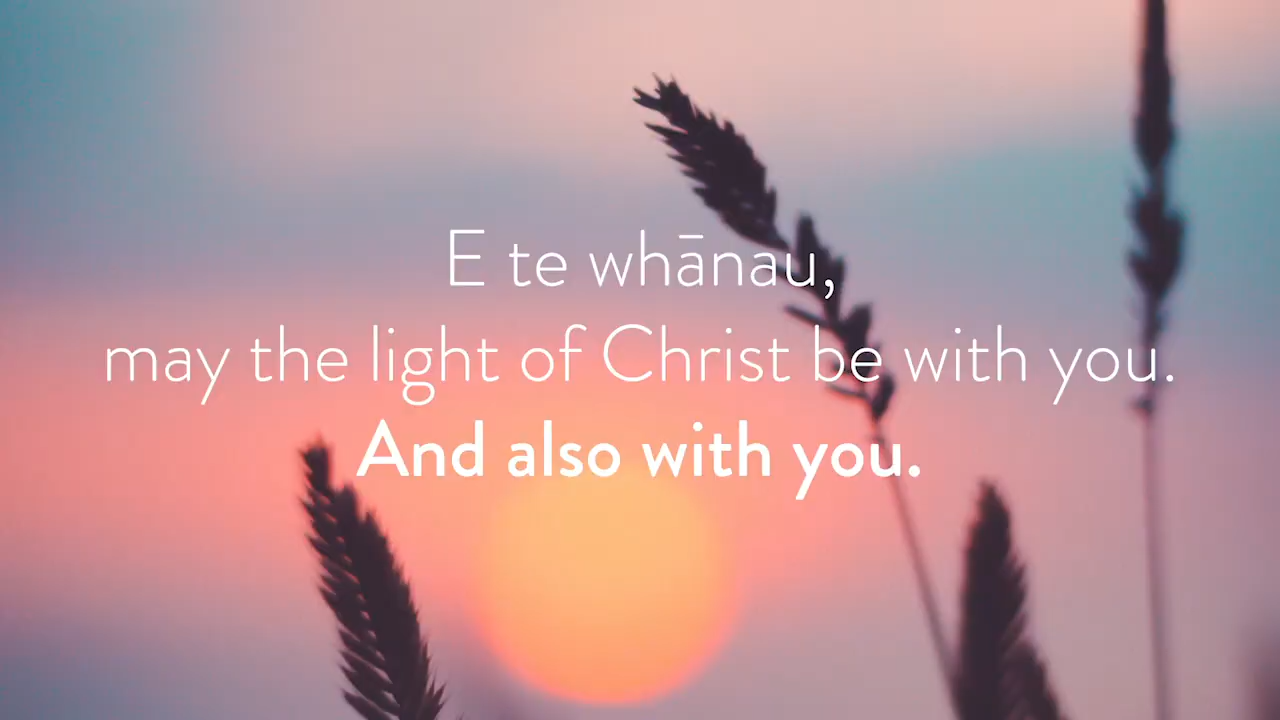 E te whānau,
may the light of Christ be with you.
And also with you.